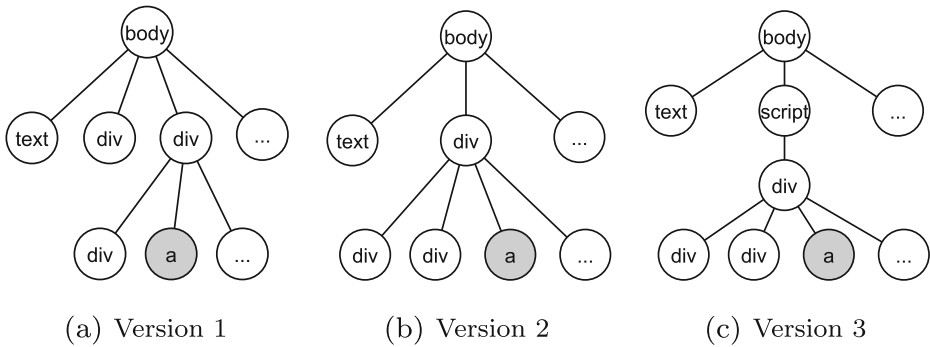 body
body
body
text div div ...
text div ...
text script ...
div
div a ...
div div a ...
div div a ...
(a) Version 1
(b) Version 2
(c) Version 3